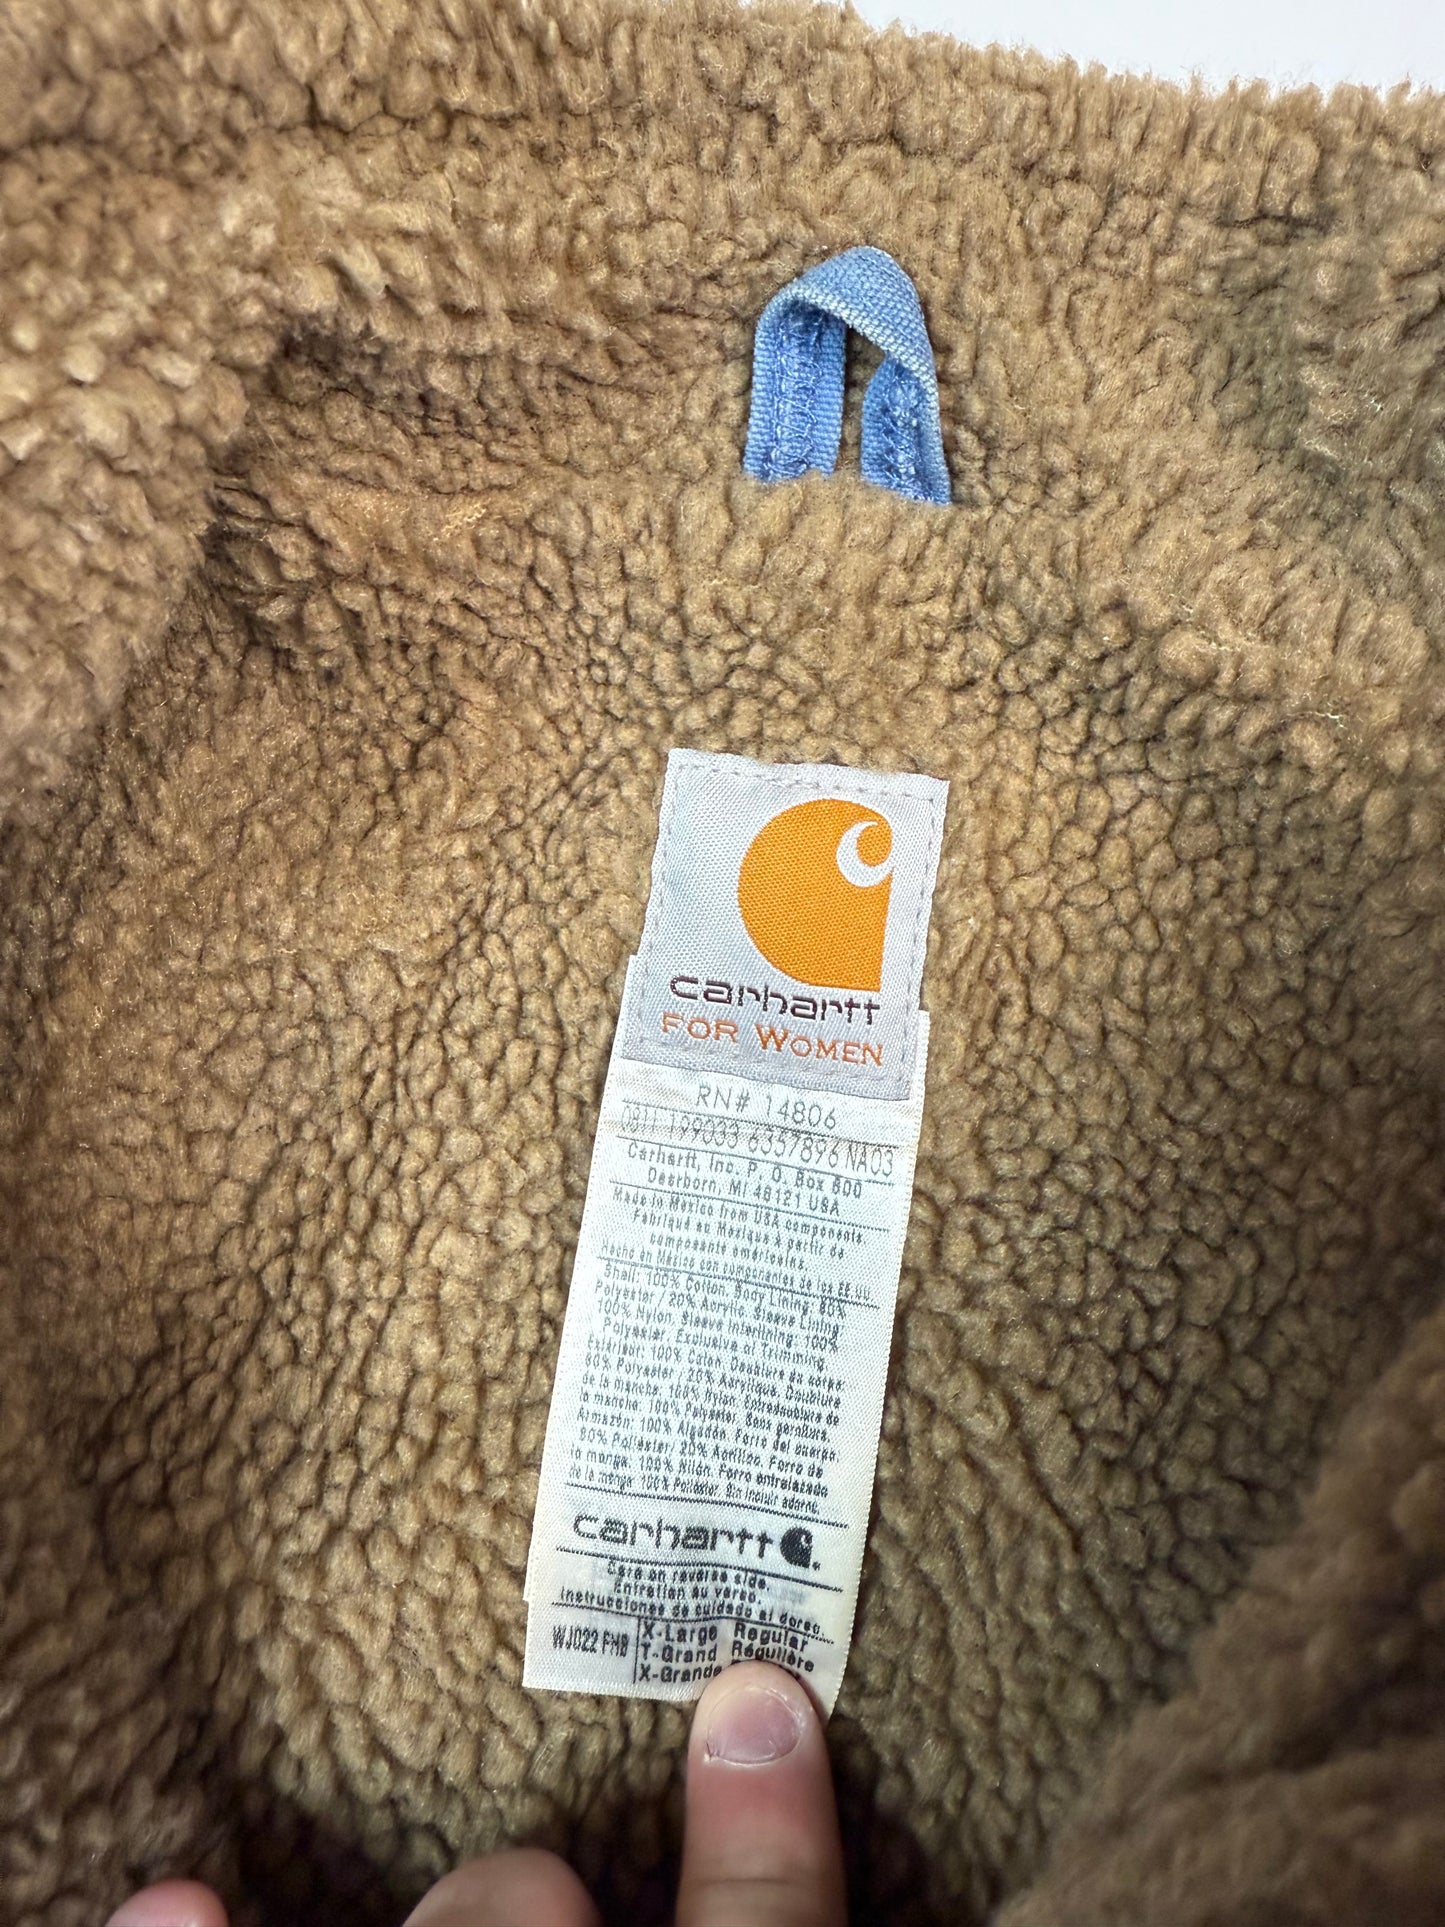 carhartt
FOR WOMEN
RN# 14806
0811 199033 6357896 NA03
Carhartt, Inc. P. O. Box 600
Dearborn, MI 48121 USA
Made in Mexico from USA components.
Fabriqué au Mexique à partir de
composants américains.
Hecho en México con componentes de los EE.UU.
Shell: 100% Cotton. Body Lining: 80%
Polyester / 20% Acrylic. Sleeve Lining:
100% Nylon. Sleeve Interlining: 100%
Polyester. Exclusive of Trimming.
Extérieur: 100% Coton. Doublure du corps:
80% Polyester / 20% Acrylique. Doublure
de la manche: 100% Nylon. Entredoublure de
la manche: 100% Polyester. Sans garniture.
Armazón: 100% Algodón. Forro del cuerpo:
80% Poliéster / 20% Acrílico. Forro de
la manga: 100% Nilón. Forro entrelazado
de la manga: 100% Poliéster. Sin incluir adorno.
carhartt
Care on reverse side.
Entretien au verso.
Instrucciones de cuidado al dorso.
WJ022 FHB
X-Large Regular
T-Grand Régulière
X-Grande